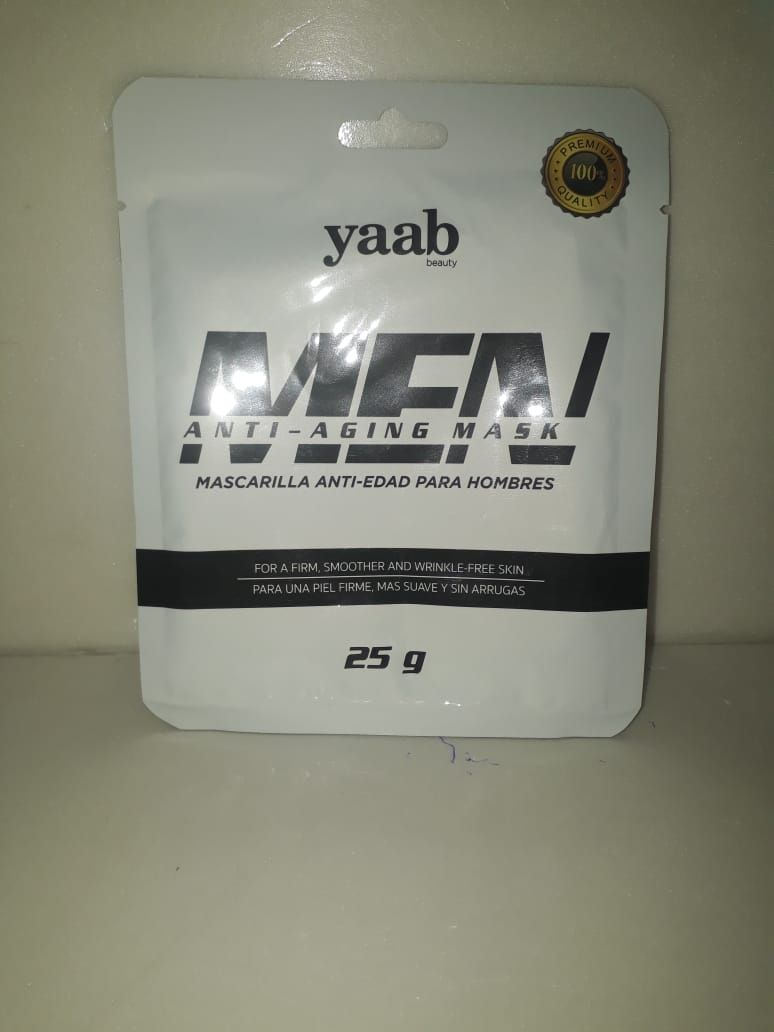 PREMIUM
100%
QUALITY
yaab
beauty
MEN
ANTI-AGING MASK
MASCARILLA ANTI-EDAD PARA HOMBRES
FOR A FIRM, SMOOTHER AND WRINKLE-FREE SKIN
PARA UNA PIEL FIRME, MAS SUAVE Y SIN ARRUGAS
25 g